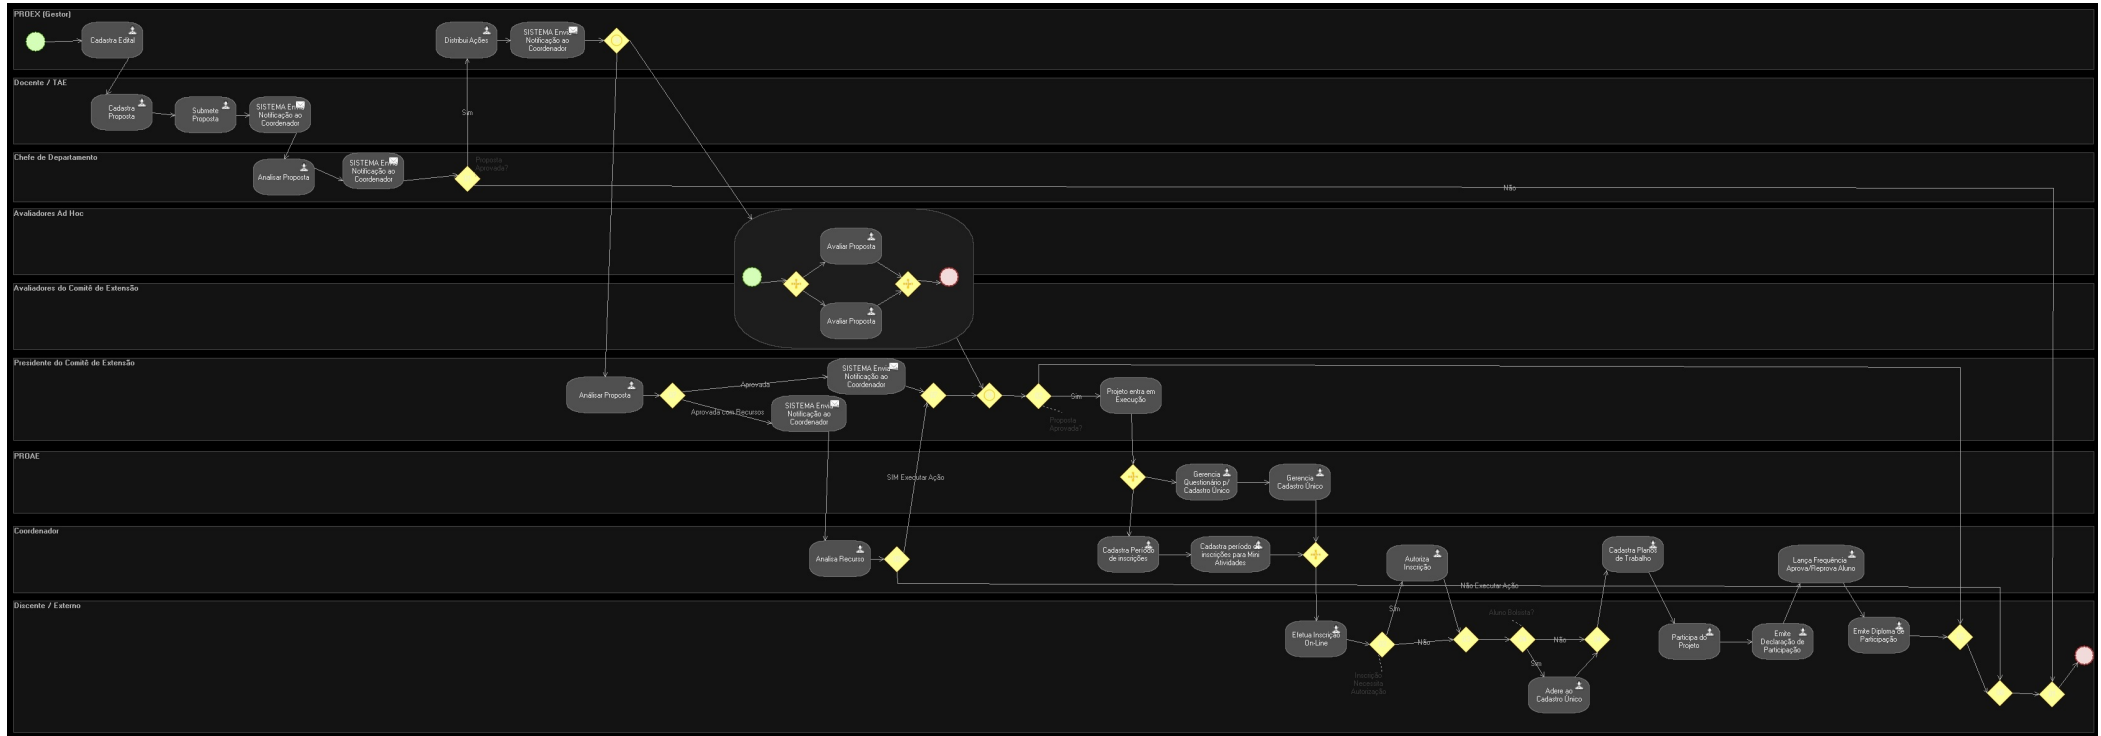 PROEX (Gestor)
Cadastra Edital
Distribui Ações
SISTEMA Envia
Notificação ao
Coordenador
Docente / TAE
Cadastra
Proposta
Submete
Proposta
SISTEMA Envia
Notificação ao
Coordenador
Sim
Chefe de Departamento
Analisar Proposta
SISTEMA Envia
Notificação ao
Coordenador
Proposta
Aprovada?
Não
Avaliadores Ad Hoc
Avaliar Proposta
Avaliadores do Comitê de Extensão
Avaliar Proposta
Presidente do Comitê de Extensão
Análisar Proposta
Aprovada
SISTEMA Envia
Notificação ao
Coordenador
Aprovada com Recursos
SISTEMA Envia
Notificação ao
Coordenador
Sim
Proposta
Aprovada?
Projeto entra em
Execução
PROAE
SIM Executar Ação
Gerencia
Questionário p/
Cadastro Único
Gerencia
Cadastro Único
Coordenador
Analisa Recurso
Cadastra Período
de inscrições
Cadastra período de
inscrições para Mini
Atividades
Autoriza
Inscrição
Não Executar Ação
Cadastra Planos
de Trabalho
Lança Frequência
Aprova/Reprova Aluno
Discente / Externo
Efetua Inscrição
On-Line
Sim
Não
Inscrição
Necessita
Autorização
Aluno Bolsista?
Não
Sim
Adere ao
Cadastro Único
Participa do
Projeto
Emite
Declaração de
Participação
Emite Diploma de
Participação